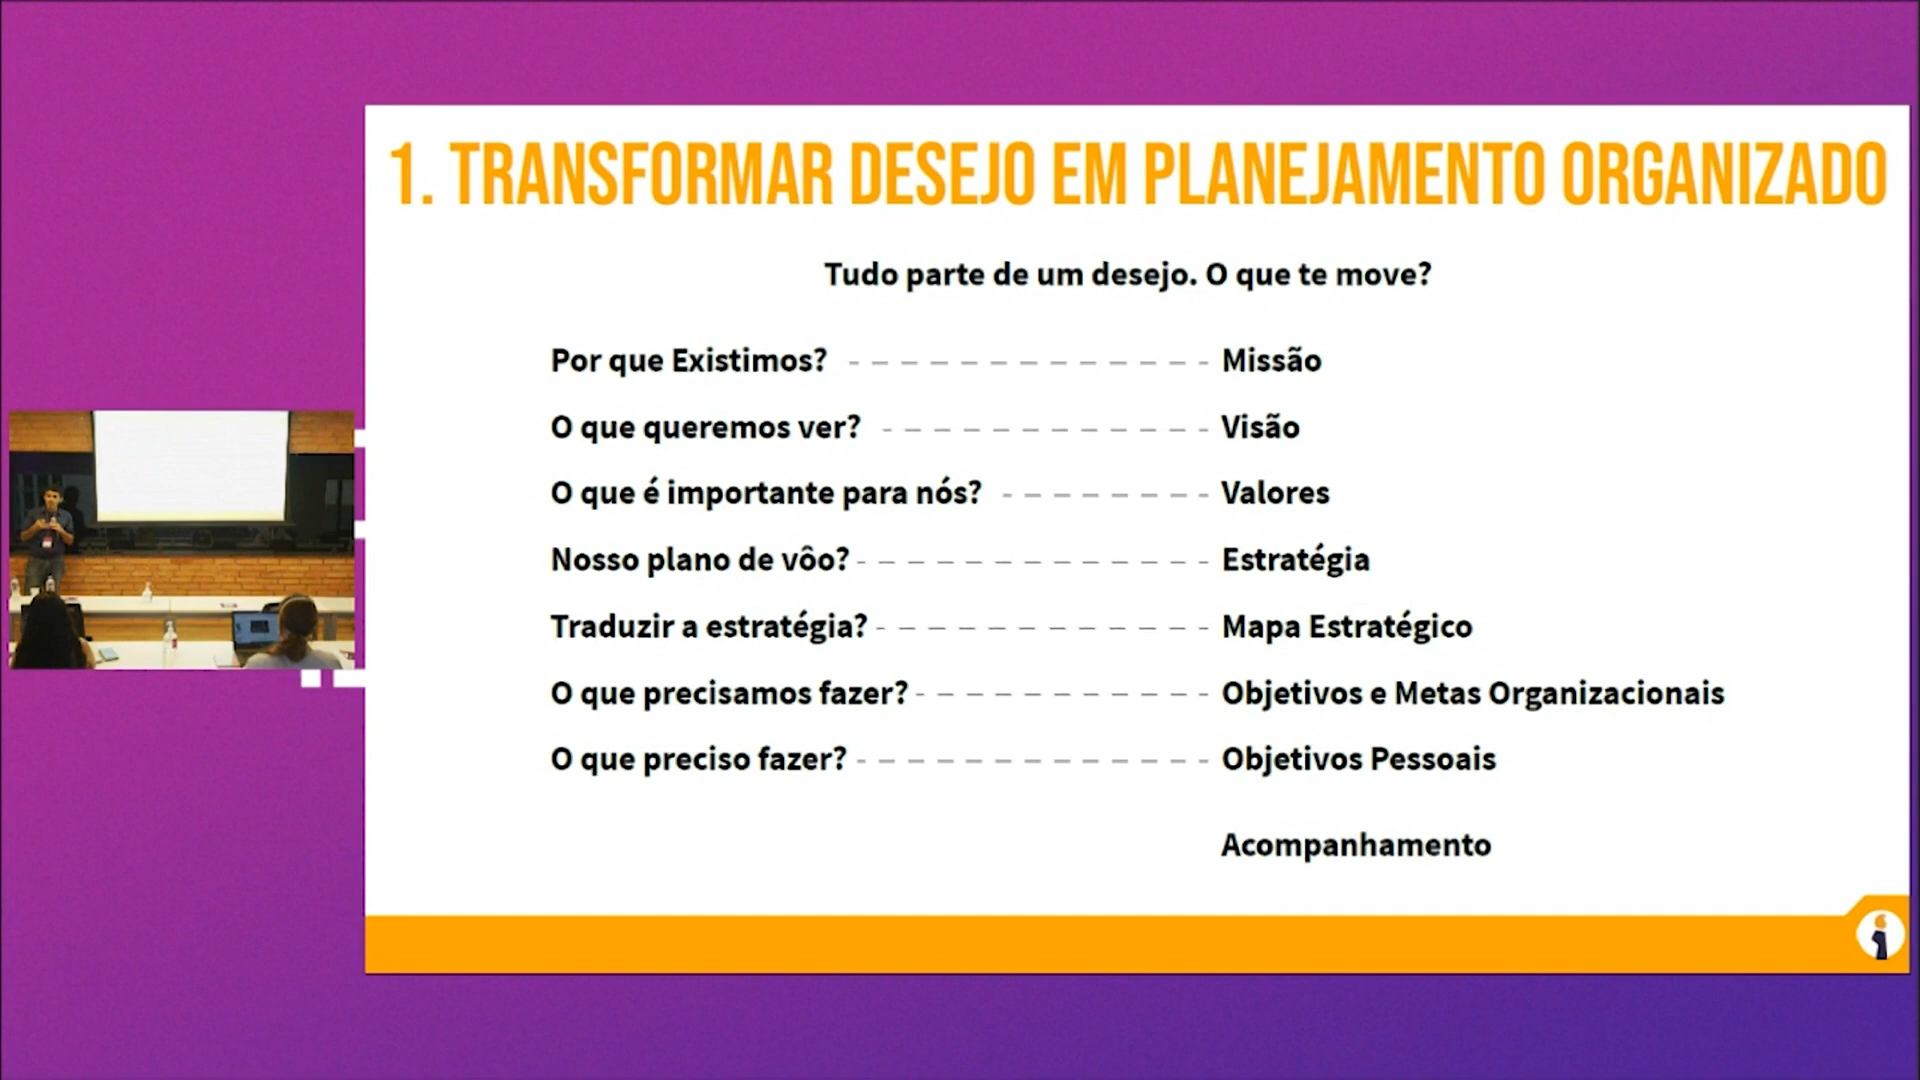 1. TRANSFORMAR DESEJO EM PLANEJAMENTO ORGANIZADO
Tudo parte de um desejo. O que te move?
Por que Existimos? Missão
O que queremos ver? Visão
O que é importante para nós? Valores
Nosso plano de vôo? Estratégia
Traduzir a estratégia? Mapa Estratégico
O que precisamos fazer? Objetivos e Metas Organizacionais
O que preciso fazer? Objetivos Pessoais
Acompanhamento